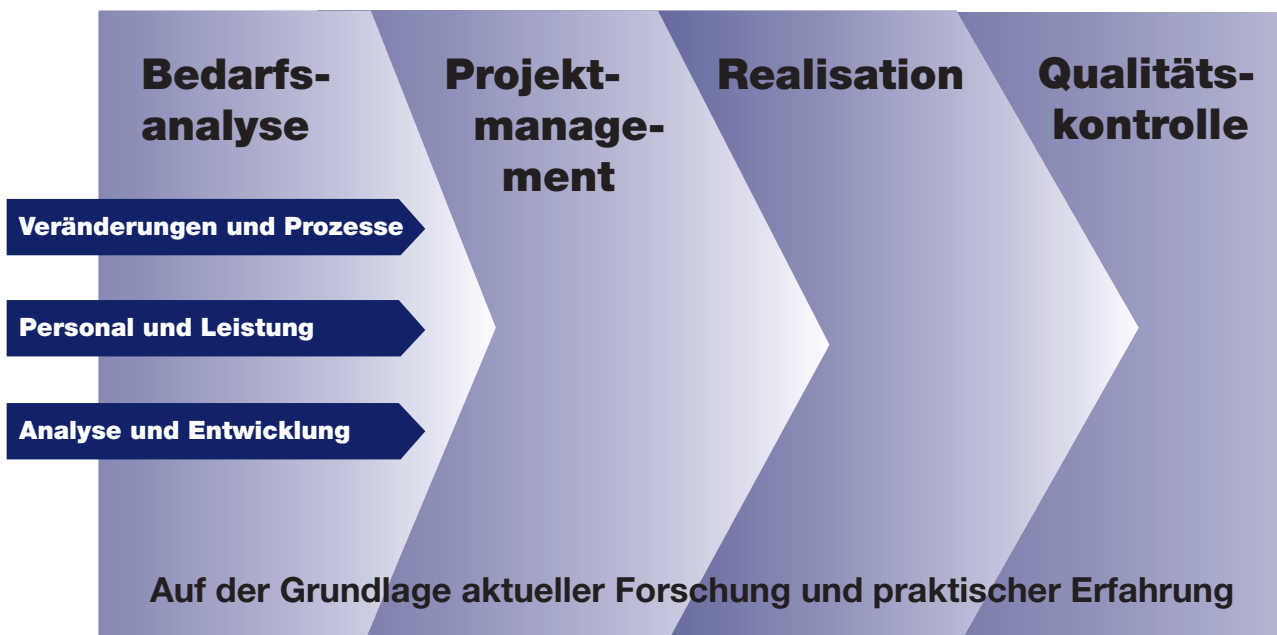 Bedarfs-
analyse
Projekt-
manage-
ment
Realisation
Qualitäts-
kontrolle
Veränderungen und Prozesse
Personal und Leistung
Analyse und Entwicklung
Auf der Grundlage aktueller Forschung und praktischer Erfahrung